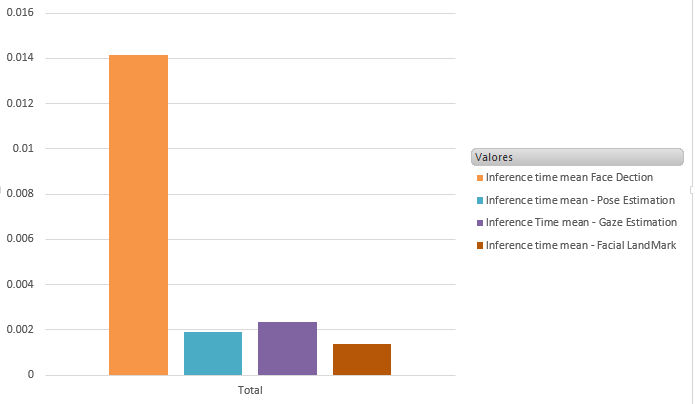 0.016
0.014
0.012
0.01
0.008
0.006
0.004
0.002
0
Total
Valores
Inference time mean Face Dection
Inference time mean - Pose Estimation
Inference Time mean - Gaze Estimation
Inference time mean - Facial LandMark